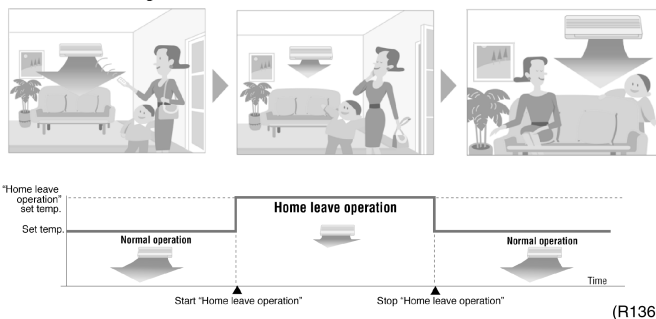 "Home leave
operation"
set temp.
Home leave operation
Set temp.
Normal operation
Normal operation
Time
Start "Home leave operation"
Stop "Home leave operation"
(R136